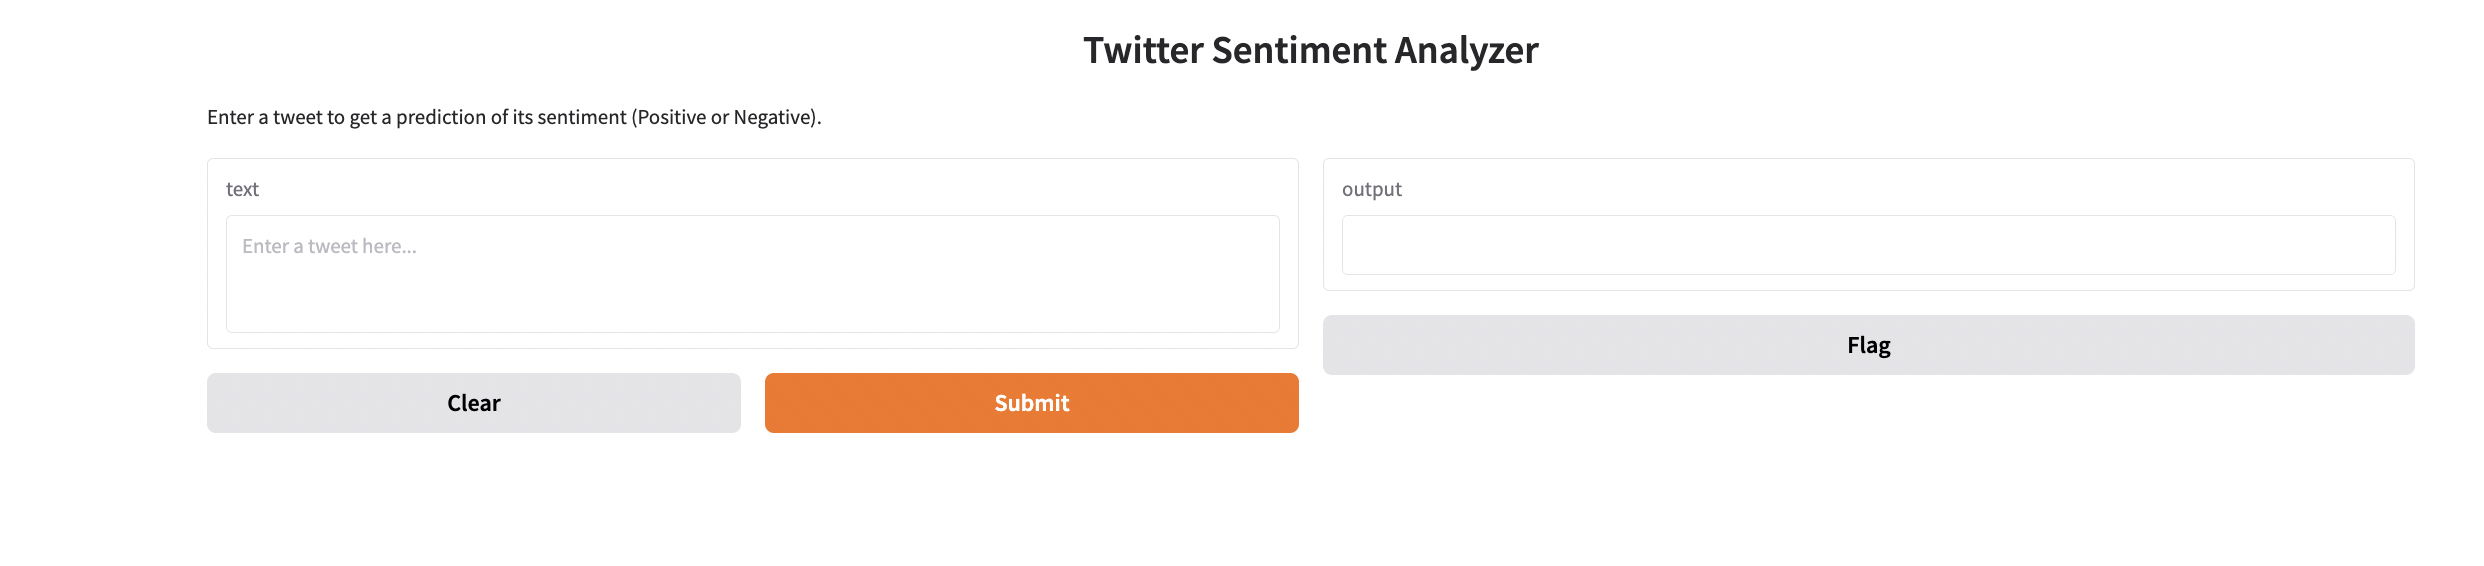 Twitter Sentiment Analyzer
Enter a tweet to get a prediction of its sentiment (Positive or Negative).
text
Enter a tweet here...
Clear
Submit
output
Flag